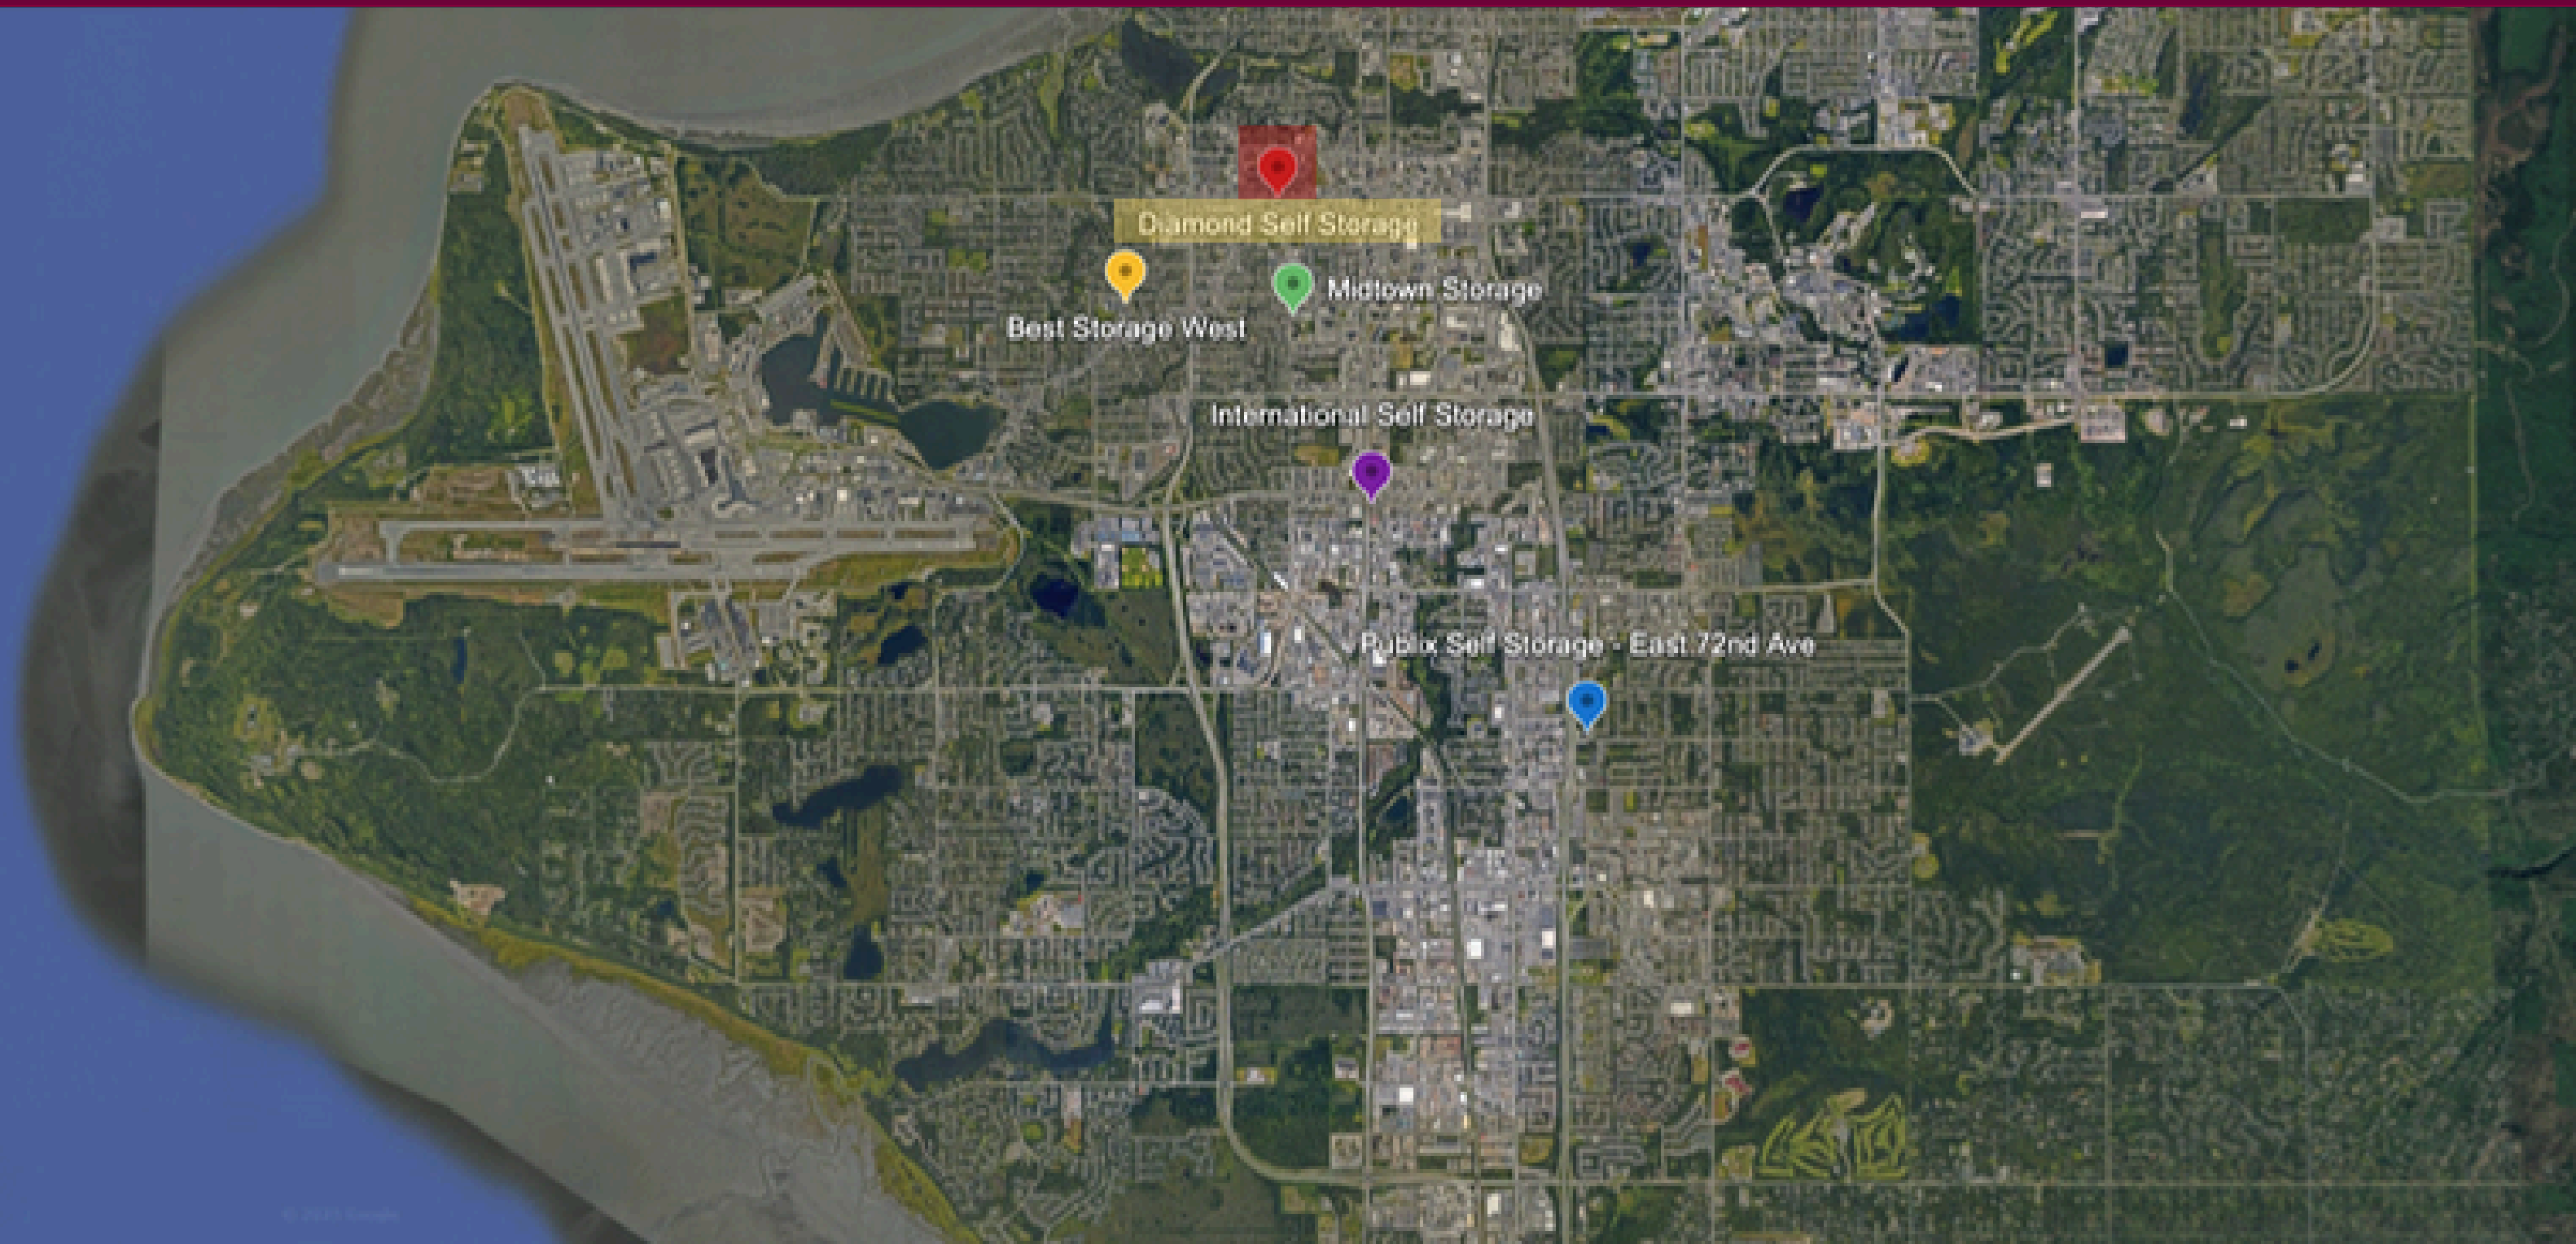 Diamond Self Storage
Midtown Storage
Best Storage West
International Self Storage
Publix Self Storage - East 72nd Ave